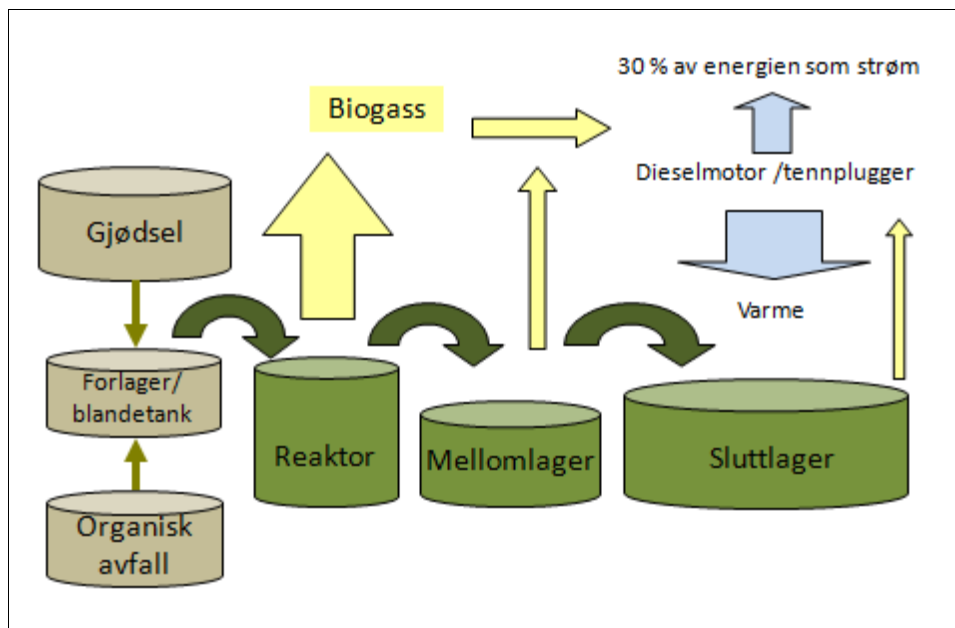 30 % av energien som strøm
Biogass
Dieselmotor /tennplugger
Gjødsel
Varme
Forlager/
blandetank
Reaktor
Mellomlager
Sluttlager
Organisk
avfall